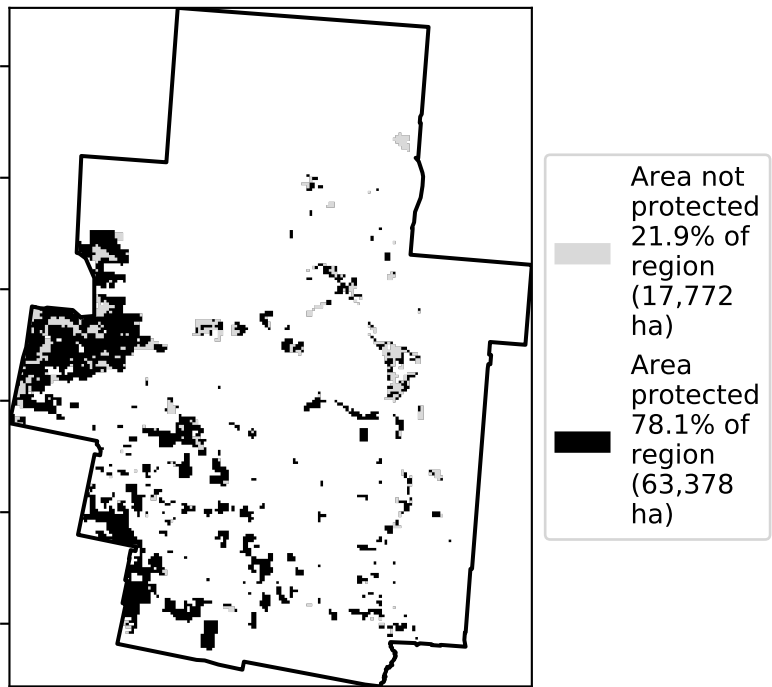 Area not
protected
21.9% of
region
(17,772
ha)
Area
protected
78.1% of
region
(63,378
ha)